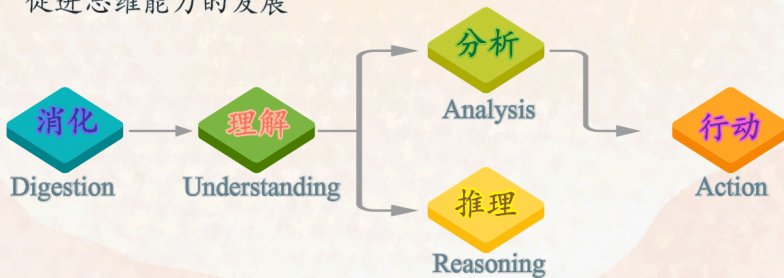 促进思维能力的发展
消化
Digestion
理解
Understanding
分析
Analysis
推理
Reasoning
行动
Action